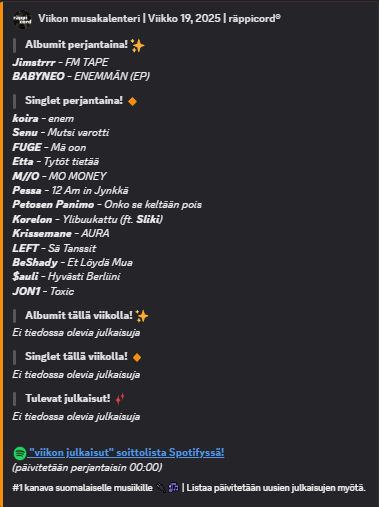 räppi
cord
Viikon musakalenteri | Viikko 19, 2025 | räppicord®
Albumit perjantaina! ✨
Jimstrrr - FM TAPE
BABYNEO - ENEMMÄN (EP)
Singlet perjantaina! 🔸
koira - enem
Senu - Mutsi varotti
FUGE - Mä oon
Etta - Tytöt tietää
M//O - MO MONEY
Pessa - 12 Am in Jynkkä
Petosen Panimo - Onko se keltään pois
Korelon - Ylibuukattu (ft. Sliki)
Krissemane - AURA
LEFT - Sä Tanssit
BeShady - Et Löydä Mua
$auli - Hyvästi Berliini
JON1 - Toxic
Albumit tällä viikolla! ✨
Ei tiedossa olevia julkaisuja
Singlet tällä viikolla! 🔸
Ei tiedossa olevia julkaisuja
Tulevat julkaisut!
Ei tiedossa olevia julkaisuja
"viikon julkaisut" soittolista Spotifyssä!
(päivitetään perjantaisin 00:00)
#1 kanava suomalaiselle musiikille | Listaa päivitetään uusien julkaisujen myötä.